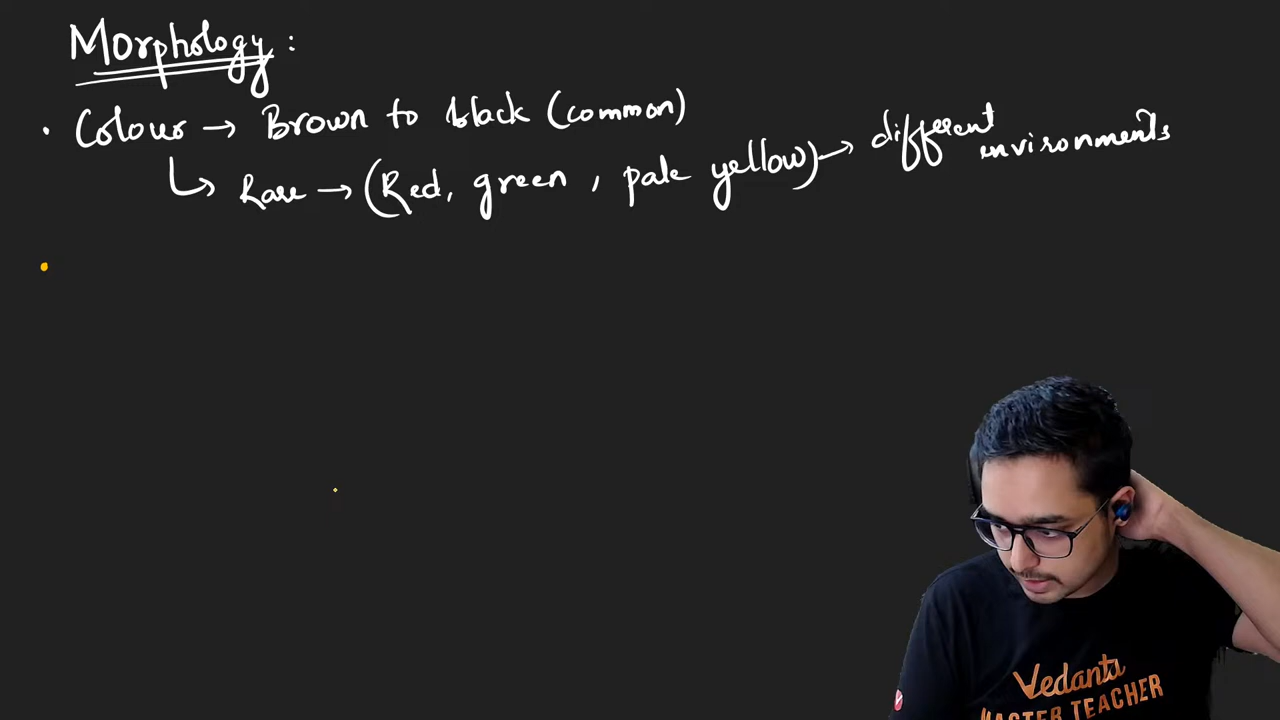 Morphology :
• Colour → Brown to black (common)
↳ Rare → (Red, green, pale yellow) → different environments
•
Vedantu
MASTER TEACHER